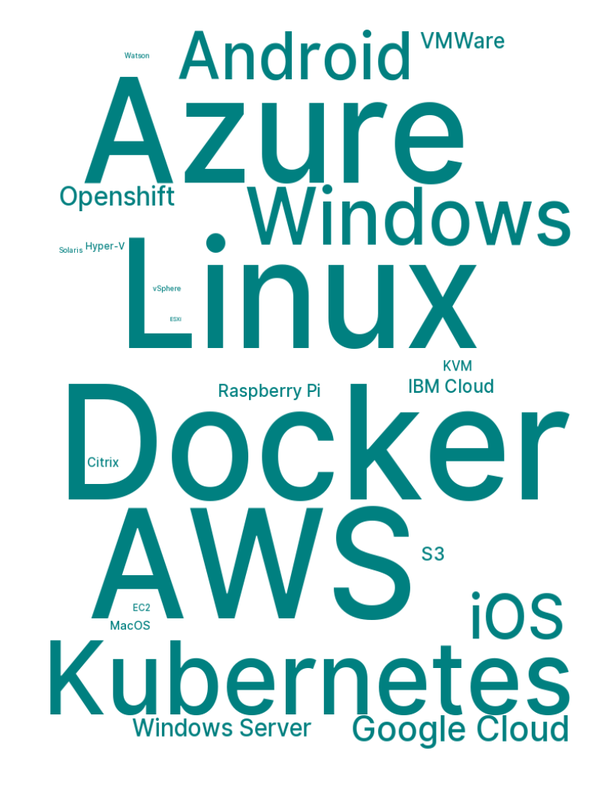 Android
VMWare
Watson
Azure
Openshift
Windows
Solaris
Hyper-V
Linux
vSphere
ESXi
KVM
Raspberry Pi
IBM Cloud
Docker
Citrix
AWS
S3
EC2
iOS
MacOS
Kubernetes
Windows Server
Google Cloud